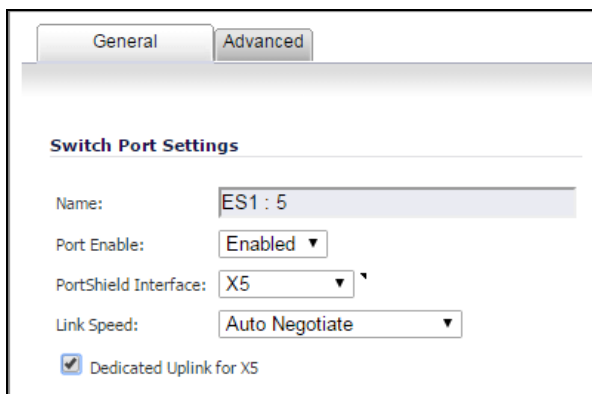 General Advanced
Switch Port Settings
Name: ES1 : 5
Port Enable: Enabled
PortShield Interface: X5
Link Speed: Auto Negotiate
Dedicated Uplink for X5